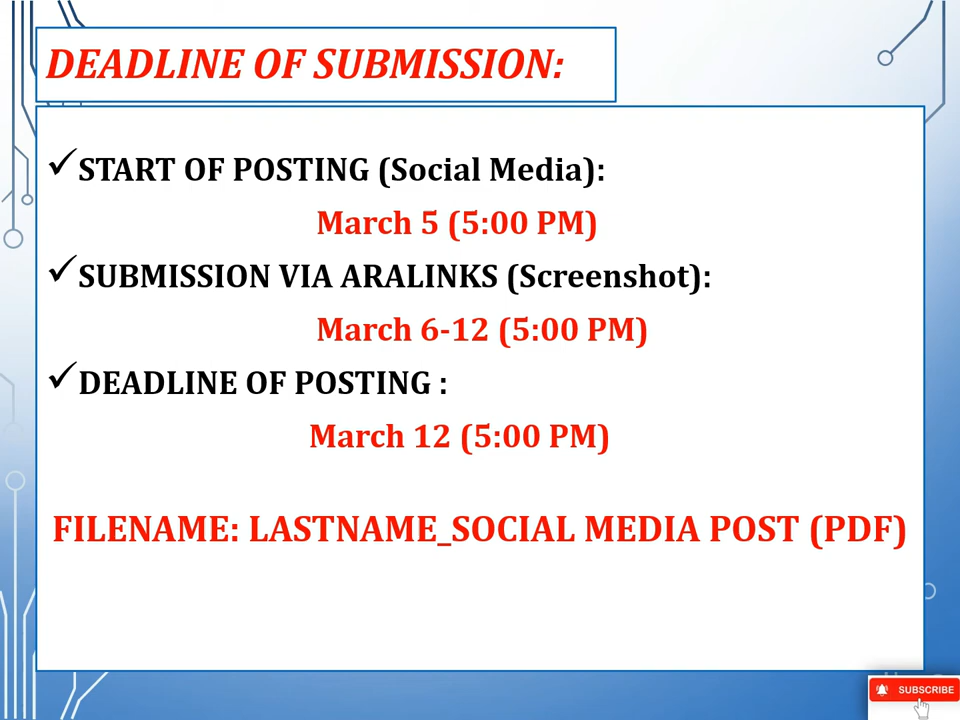 DEADLINE OF SUBMISSION:
✓START OF POSTING (Social Media):
March 5 (5:00 PM)
✓SUBMISSION VIA ARALINKS (Screenshot):
March 6-12 (5:00 PM)
✓DEADLINE OF POSTING :
March 12 (5:00 PM)
FILENAME: LASTNAME_SOCIAL MEDIA POST (PDF)
SUBSCRIBE